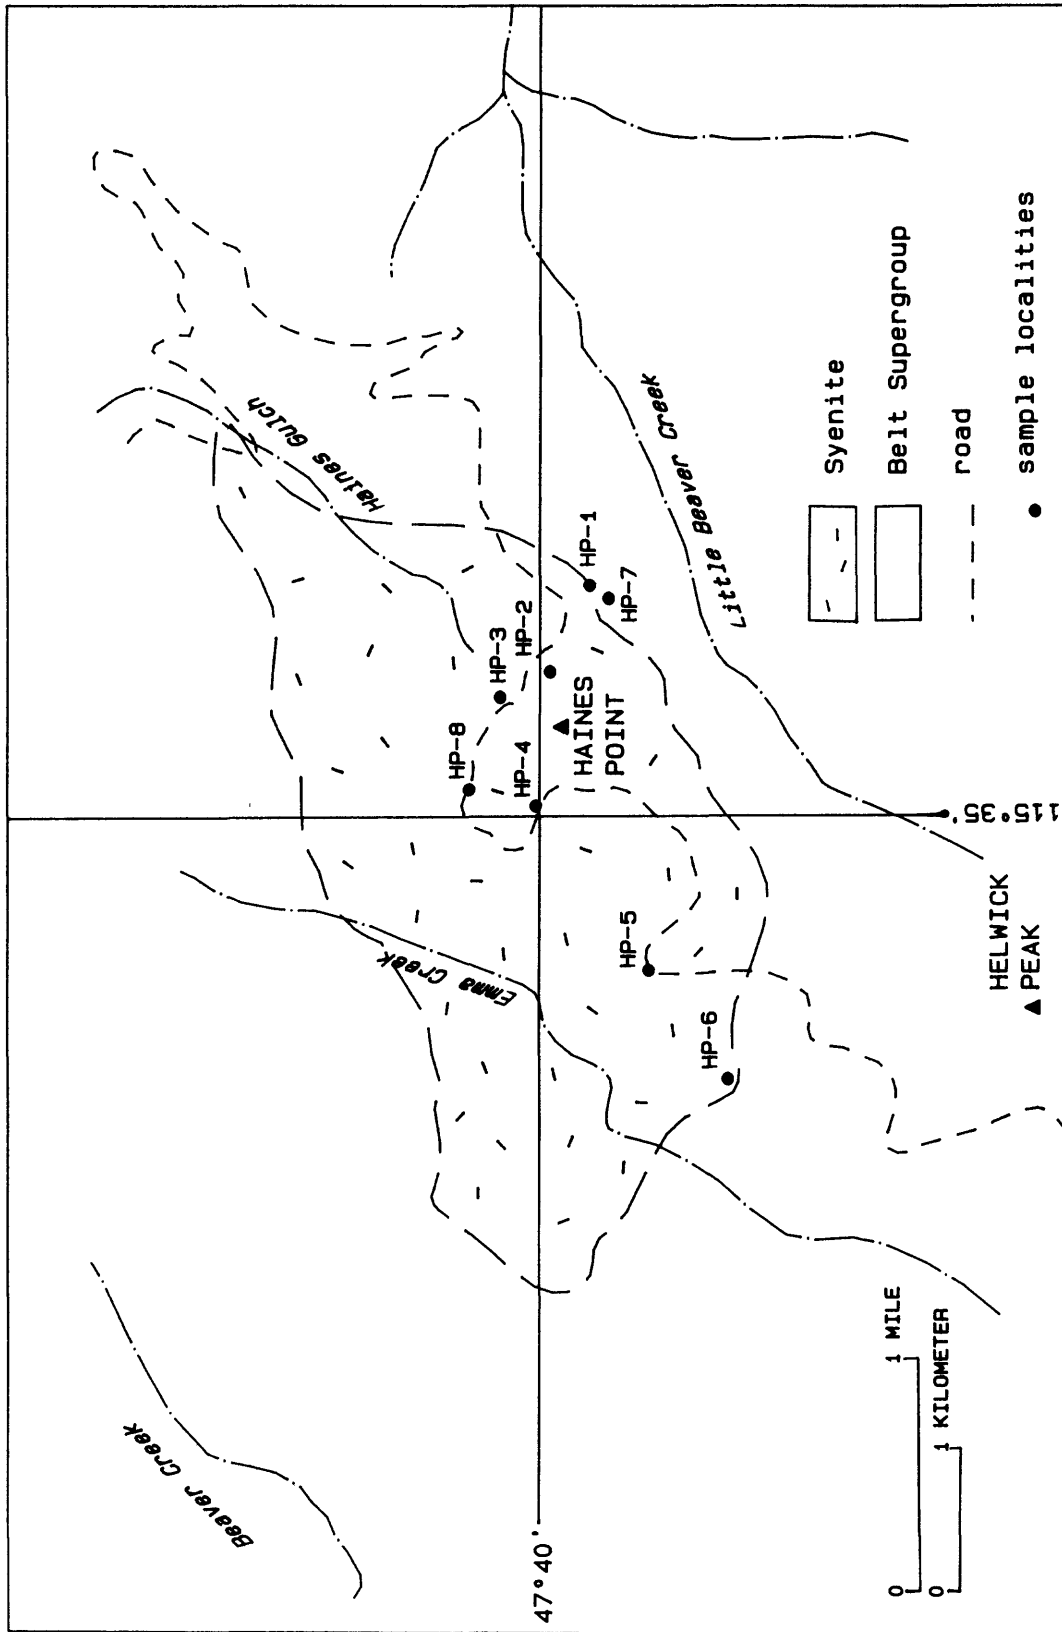 Beaver Creek
Emma Creek
Haines Gulch
HP-8
HP-3
HP-2
HP-4
HP-1
HP-7
HAINES
POINT
47°40'
HP-5
HP-6
Little Beaver Creek
HELWICK
PEAK
115°35'
0 1 MILE
0 1 KILOMETER
Syenite
Belt Supergroup
road
sample localities